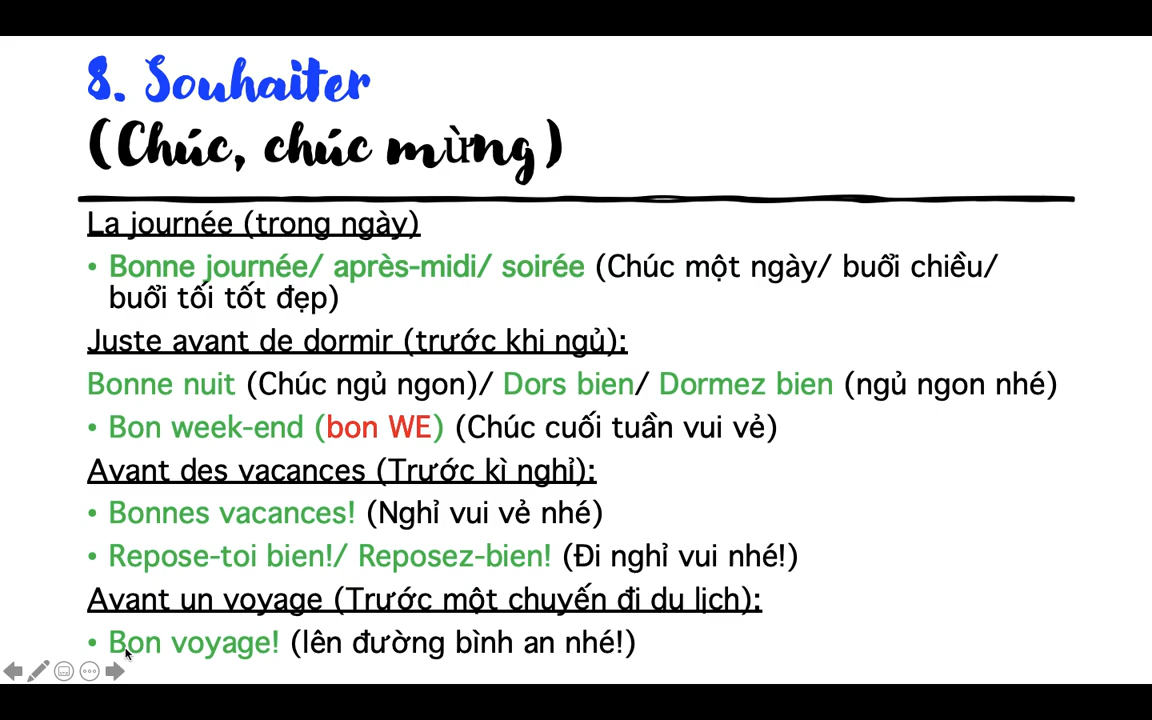 8. Souhaiter
(Chúc, chúc mừng)
La journée (trong ngày)
• Bonne journée/ après-midi/ soirée (Chúc một ngày/ buổi chiều/
buổi tối tốt đẹp)
Juste avant de dormir (trước khi ngủ):
Bonne nuit (Chúc ngủ ngon)/ Dors bien/ Dormez bien (ngủ ngon nhé)
• Bon week-end (bon WE) (Chúc cuối tuần vui vẻ)
Avant des vacances (Trước kì nghỉ):
• Bonnes vacances! (Nghỉ vui vẻ nhé)
• Repose-toi bien!/ Reposez-bien! (Đi nghỉ vui nhé!)
Avant un voyage (Trước một chuyến đi du lịch):
• Bon voyage! (lên đường bình an nhé!)